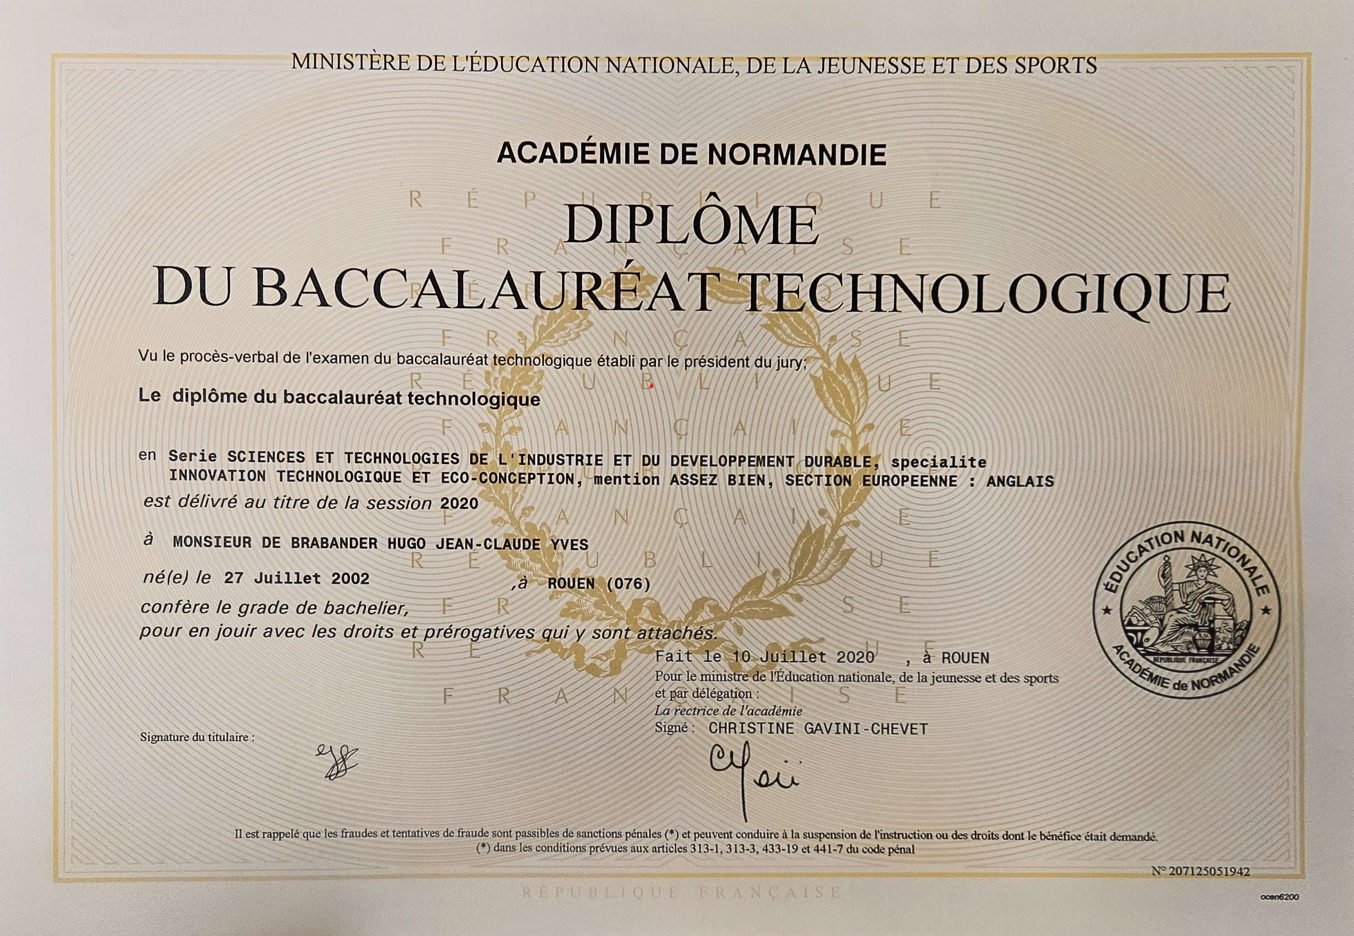 MINISTÈRE DE L'ÉDUCATION NATIONALE, DE LA JEUNESSE ET DES SPORTS
ACADÉMIE DE NORMANDIE
DIPLÔME
DU BACCALAURÉAT TECHNOLOGIQUE
Vu le procès-verbal de l'examen du baccalauréat technologique établi par le président du jury;
Le diplôme du baccalauréat technologique
en Serie SCIENCES ET TECHNOLOGIES DE L'INDUSTRIE ET DU DEVELOPPEMENT DURABLE, specialite
INNOVATION TECHNOLOGIQUE ET ECO-CONCEPTION, mention ASSEZ BIEN, SECTION EUROPEENNE : ANGLAIS
est délivré au titre de la session 2020
à MONSIEUR DE BRABANDER HUGO JEAN-CLAUDE YVES
né(e) le 27 Juillet 2002 ,à ROUEN (076)
confère le grade de bachelier,
pour en jouir avec les droits et prérogatives qui y sont attachés.
Fait le 10 Juillet 2020 , à ROUEN
Pour le ministre de l'Éducation nationale, de la jeunesse et des sports
et par délégation :
La rectrice de l'académie
Signé : CHRISTINE GAVINI-CHEVET
Signature du titulaire :
ÉDUCATION NATIONALE
RÉPUBLIQUE FRANÇAISE
ACADÉMIE de NORMANDIE
Il est rappelé que les fraudes et tentatives de fraude sont passibles de sanctions pénales (*) et peuvent conduire à la suspension de l'instruction ou des droits dont le bénéfice était demandé.
(*) dans les conditions prévues aux articles 313-1, 313-3, 433-19 et 441-7 du code pénal
N° 207125051942
RÉPUBLIQUE FRANÇAISE
ocen6200